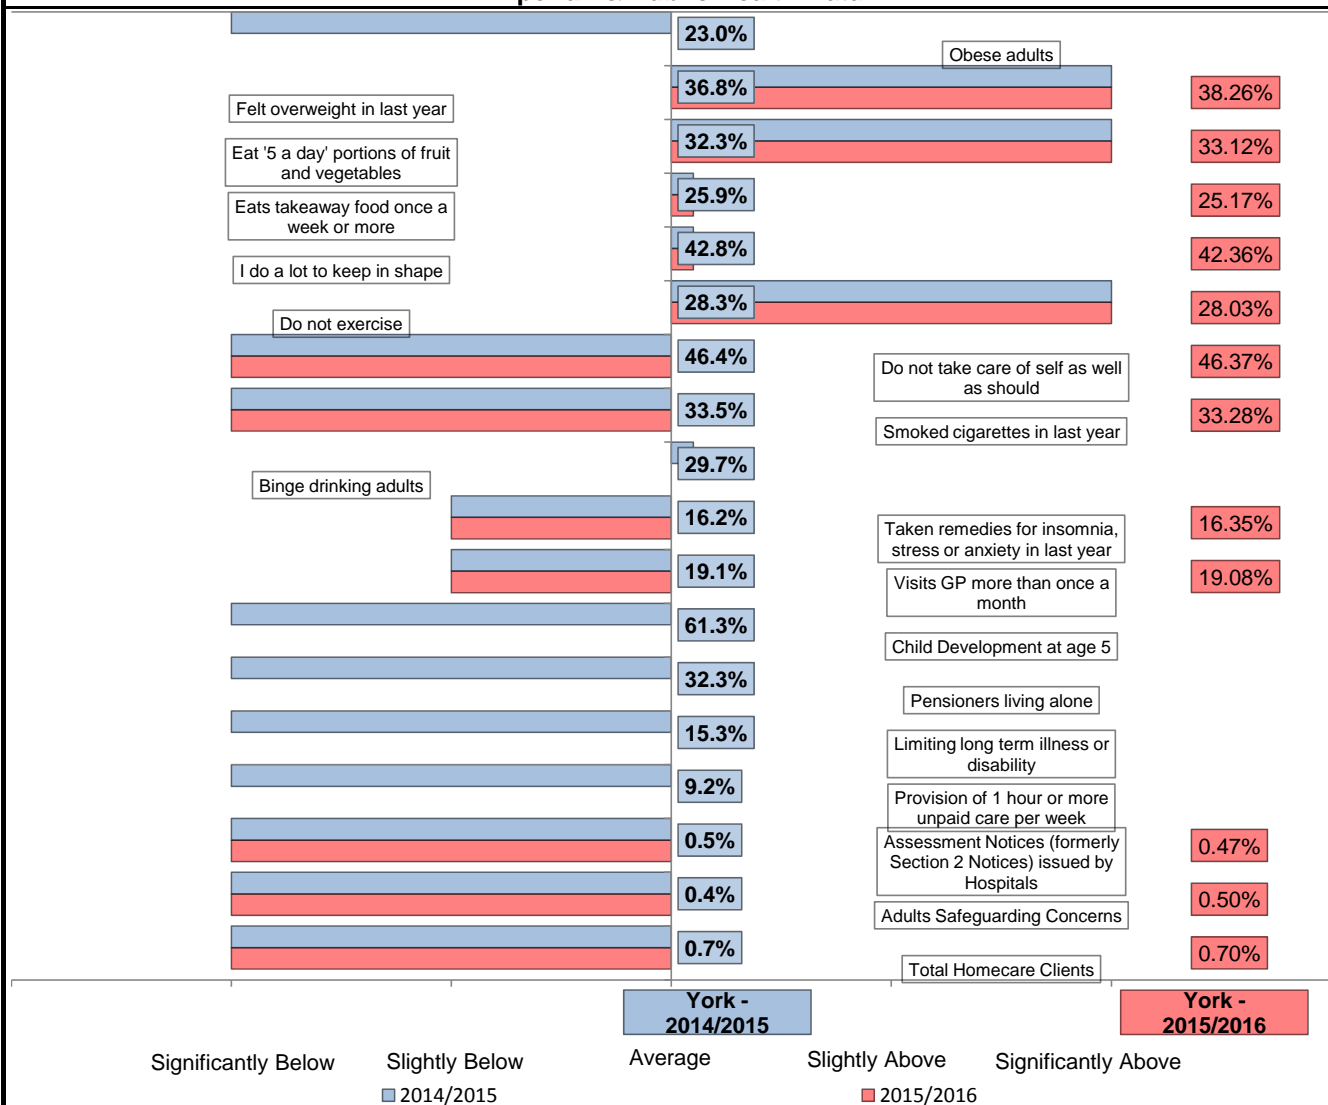 23.0%
Obese adults
36.8%
38.26%
Felt overweight in last year
32.3%
33.12%
Eat '5 a day' portions of fruit
and vegetables
25.9%
25.17%
Eats takeaway food once a
week or more
42.8%
42.36%
I do a lot to keep in shape
28.3%
28.03%
Do not exercise
46.4%
46.37%
Do not take care of self as well
as should
33.5%
33.28%
Smoked cigarettes in last year
29.7%
Binge drinking adults
16.2%
16.35%
Taken remedies for insomnia,
stress or anxiety in last year
19.1%
19.08%
Visits GP more than once a
month
61.3%
Child Development at age 5
32.3%
Pensioners living alone
15.3%
Limiting long term illness or
disability
9.2%
Provision of 1 hour or more
unpaid care per week
0.5%
0.47%
Assessment Notices (formerly
Section 2 Notices) issued by
Hospitals
0.4%
0.50%
Adults Safeguarding Concerns
0.7%
0.70%
Total Homecare Clients
York -
2014/2015
York -
2015/2016
Significantly Below
Slightly Below
Average
Slightly Above
Significantly Above
2014/2015
2015/2016